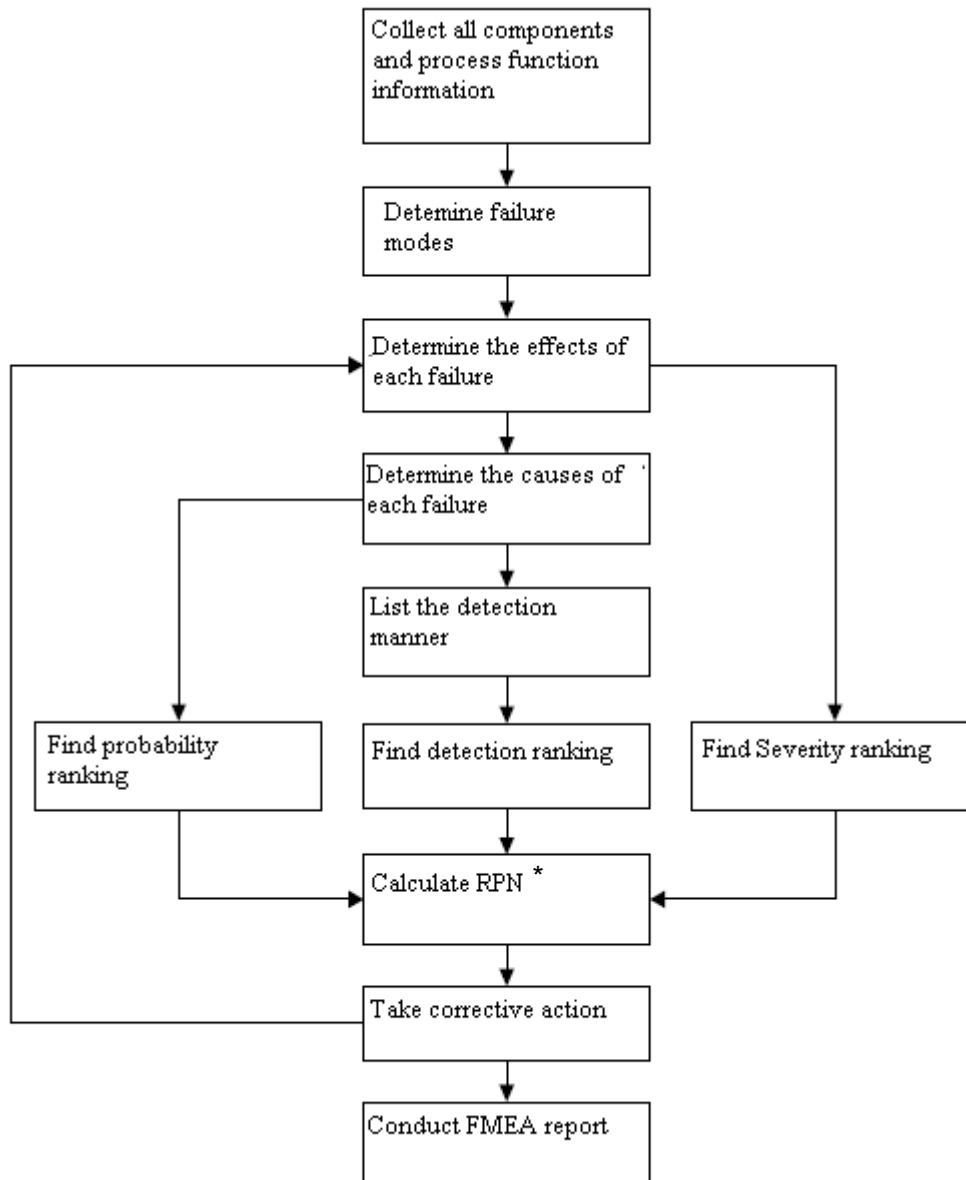 Collect all components
and process function
information
Detemine failure
modes
Determine the effects of
each failure
Determine the causes of
each failure
List the detection
manner
Find probability
ranking
Find detection ranking
Find Severity ranking
Calculate RPN *
Take corrective action
Conduct FMEA report